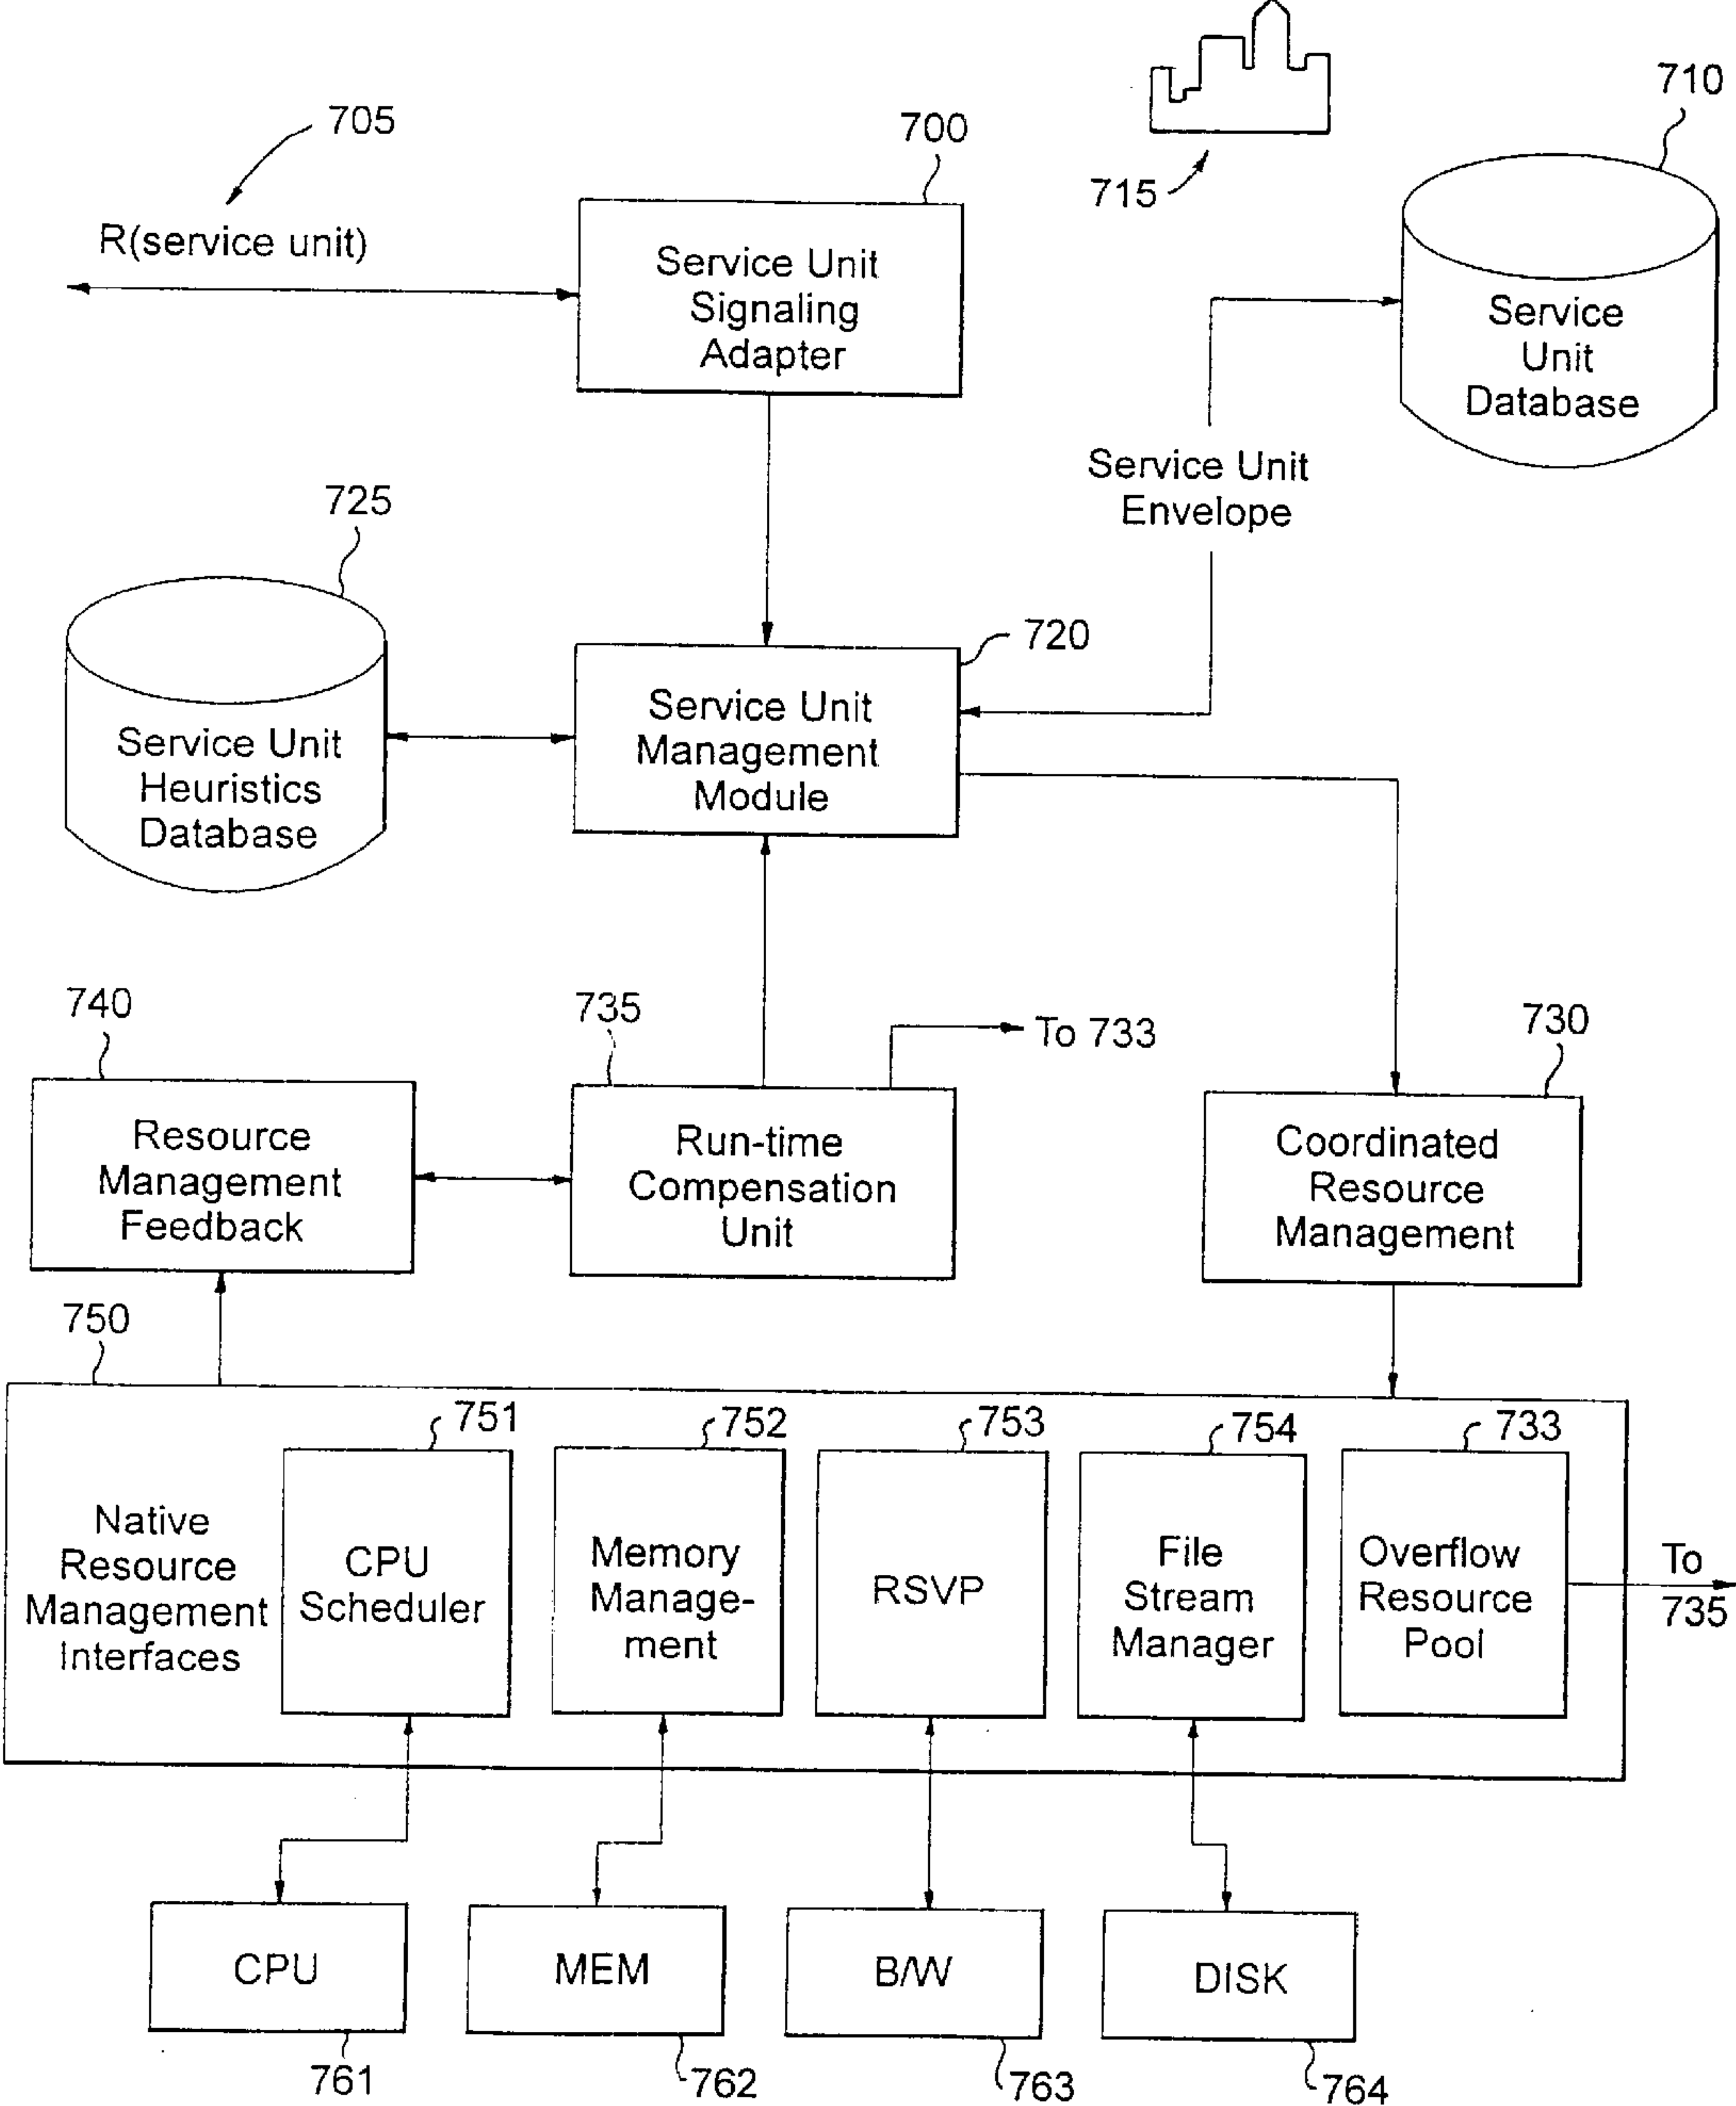 705
700
715
710
R(service unit)
Service Unit
Signaling
Adapter
Service
Unit
Database
Service Unit
Envelope
725
720
Service Unit
Heuristics
Database
Service Unit
Management
Module
740
735
To 733
730
Resource
Management
Feedback
Run-time
Compensation
Unit
Coordinated
Resource
Management
750
751
752
753
754
733
Native
Resource
Management
Interfaces
CPU
Scheduler
Memory
Manage-
ment
RSVP
File
Stream
Manager
Overflow
Resource
Pool
To
735
CPU
MEM
B/W
DISK
761
762
763
764